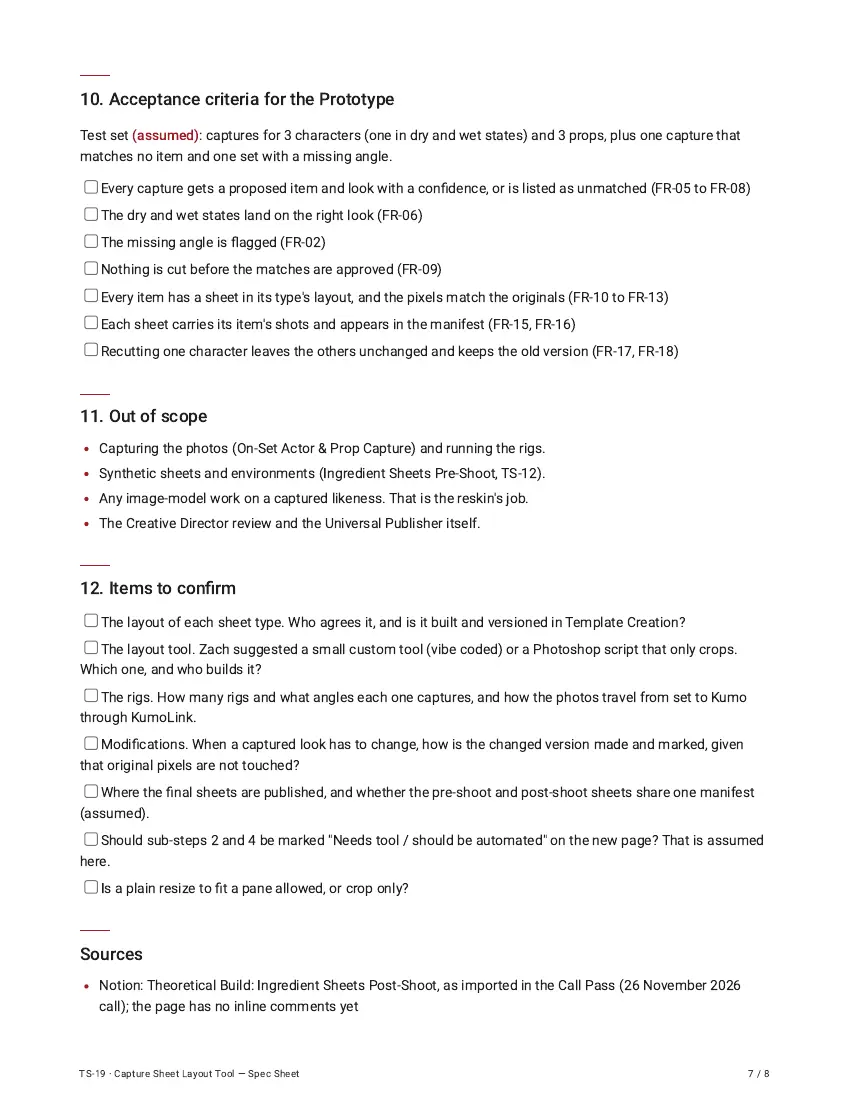 10. Acceptance criteria for the Prototype
Test set (assumed): captures for 3 characters (one in dry and wet states) and 3 props, plus one capture that
matches no item and one set with a missing angle.
Every capture gets a proposed item and look with a confidence, or is listed as unmatched (FR-05 to FR-08)
The dry and wet states land on the right look (FR-06)
The missing angle is flagged (FR-02)
Nothing is cut before the matches are approved (FR-09)
Every item has a sheet in its type's layout, and the pixels match the originals (FR-10 to FR-13)
Each sheet carries its item's shots and appears in the manifest (FR-15, FR-16)
Recutting one character leaves the others unchanged and keeps the old version (FR-17, FR-18)
11. Out of scope
• Capturing the photos (On-Set Actor & Prop Capture) and running the rigs.
• Synthetic sheets and environments (Ingredient Sheets Pre-Shoot, TS-12).
• Any image-model work on a captured likeness. That is the reskin's job.
• The Creative Director review and the Universal Publisher itself.
12. Items to confirm
The layout of each sheet type. Who agrees it, and is it built and versioned in Template Creation?
The layout tool. Zach suggested a small custom tool (vibe coded) or a Photoshop script that only crops.
Which one, and who builds it?
The rigs. How many rigs and what angles each one captures, and how the photos travel from set to Kumo
through KumoLink.
Modifications. When a captured look has to change, how is the changed version made and marked, given
that original pixels are not touched?
Where the final sheets are published, and whether the pre-shoot and post-shoot sheets share one manifest
(assumed).
Should sub-steps 2 and 4 be marked "Needs tool / should be automated" on the new page? That is assumed
here.
Is a plain resize to fit a pane allowed, or crop only?
Sources
• Notion: Theoretical Build: Ingredient Sheets Post-Shoot, as imported in the Call Pass (26 November 2026
call); the page has no inline comments yet
TS-19 · Capture Sheet Layout Tool — Spec Sheet
7 / 8